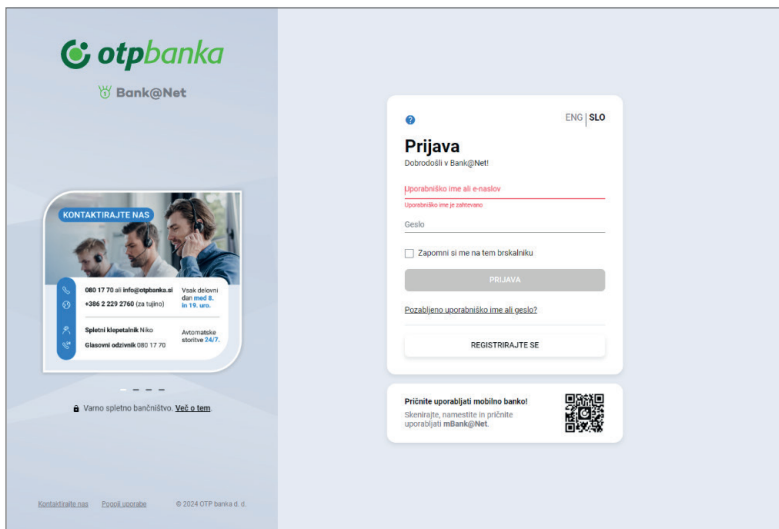 otpbanka
Bank@Net
KONTAKTIRAJTE NAS
080 17 70 ali info@otpbanka.si
+386 2 229 2760 (za tujino)
Vsak delovni
dan med 8.
in 19. uro.
Spletni klepetalnik Niko
Glasovni odzivnik 080 17 70
Avtomatske
storitve 24/7.
Varno spletno bančništvo. Več o tem.
Kontaktirajte nas Pogoji uporabe © 2024 OTP banka d. d.
ENG | SLO
Prijava
Dobrodošli v Bank@Net!
Uporabniško ime ali e-naslov
Uporabniško ime je zahtevano
Geslo
Zapomni si me na tem brskalniku
PRIJAVA
Pozabljeno uporabniško ime ali geslo?
REGISTRIRAJTE SE
Pričnite uporabljati mobilno banko!
Skenirajte, namestite in pričnite
uporabljati mBank@Net.